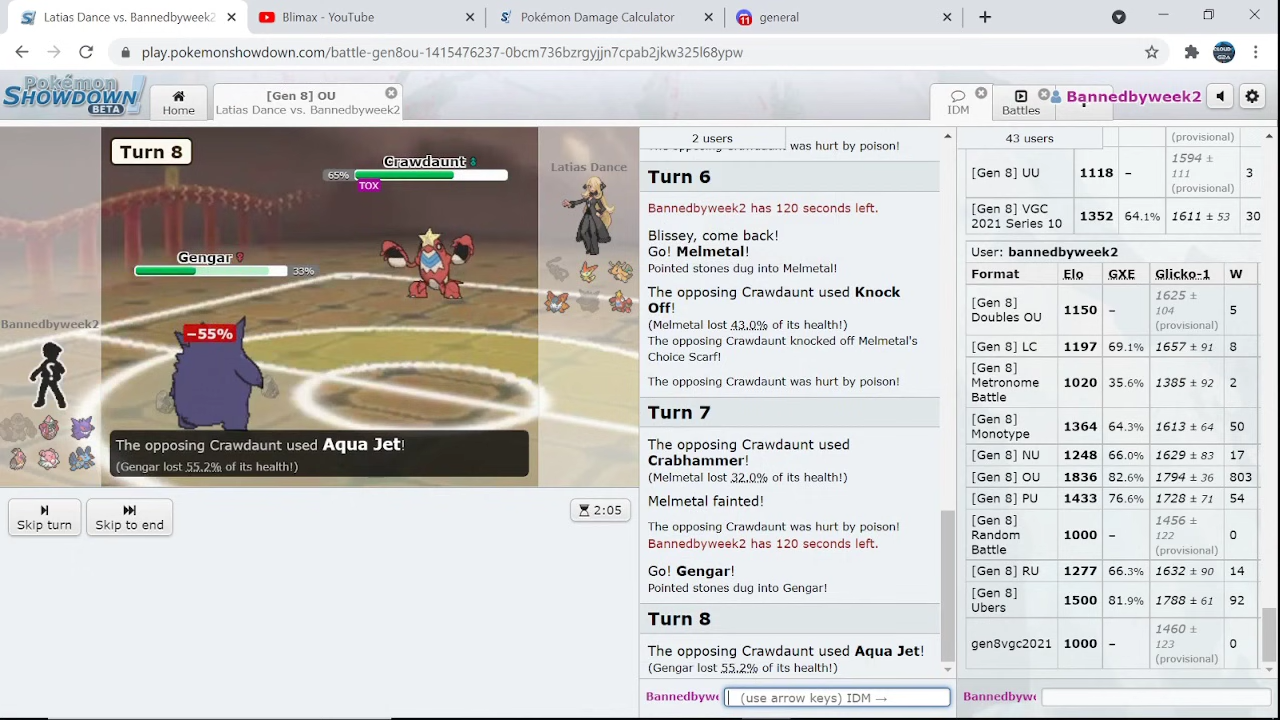 Latias Dance vs. Bannedbyweek2
Blimax - YouTube
Pokémon Damage Calculator
11
general
play.pokemonshowdown.com/battle-gen8ou-1415476237-0bcm736bzrgyjjn7cpab2jkw325l68ypw
Pokémon
SHOWDOWN!
BETA
Home
[Gen 8] OU
Latias Dance vs. Bannedbyweek2
IDM
Battles
Bannedbyweek2
Turn 8
Crawdaunt
65%
TOX
Gengar
33%
-55%
Latias Dance
Bannedbyweek2
The opposing Crawdaunt used Aqua Jet!
(Gengar lost 55.2% of its health!)
Skip turn
Skip to end
2:05
2 users
The opposing Crawdaunt was hurt by poison!
Turn 6
Bannedbyweek2 has 120 seconds left.
Blissey, come back!
Go! Melmetal!
Pointed stones dug into Melmetal!
The opposing Crawdaunt used Knock
Off!
(Melmetal lost 43.0% of its health!)
The opposing Crawdaunt knocked off Melmetal's
Choice Scarf!
The opposing Crawdaunt was hurt by poison!
Turn 7
The opposing Crawdaunt used
Crabhammer!
(Melmetal lost 32.0% of its health!)
Melmetal fainted!
The opposing Crawdaunt was hurt by poison!
Bannedbyweek2 has 120 seconds left.
Go! Gengar!
Pointed stones dug into Gengar!
Turn 8
The opposing Crawdaunt used Aqua Jet!
(Gengar lost 55.2% of its health!)
Bannedbywe
(use arrow keys) IDM →
43 users
(provisional)
[Gen 8] UU 1118 – 1594 ± 111 (provisional) 3
[Gen 8] VGC 2021 Series 10 1352 64.1% 1611 ± 53 30
User: bannedbyweek2
Format Elo GXE Glicko-1 W
[Gen 8] Doubles OU 1150 – 1625 ± 104 (provisional) 5
[Gen 8] LC 1197 69.1% 1657 ± 91 8
[Gen 8] Metronome Battle 1020 35.6% 1385 ± 92 2
[Gen 8] Monotype 1364 64.3% 1613 ± 64 50
[Gen 8] NU 1248 66.0% 1629 ± 83 17
[Gen 8] OU 1836 82.6% 1794 ± 36 803
[Gen 8] PU 1433 76.6% 1728 ± 71 54
[Gen 8] Random Battle 1000 – 1456 ± 122 (provisional) 0
[Gen 8] RU 1277 66.3% 1632 ± 90 14
[Gen 8] Ubers 1500 81.9% 1788 ± 61 92
gen8vgc2021 1000 – 1460 ± 123 (provisional) 0
Bannedbywe